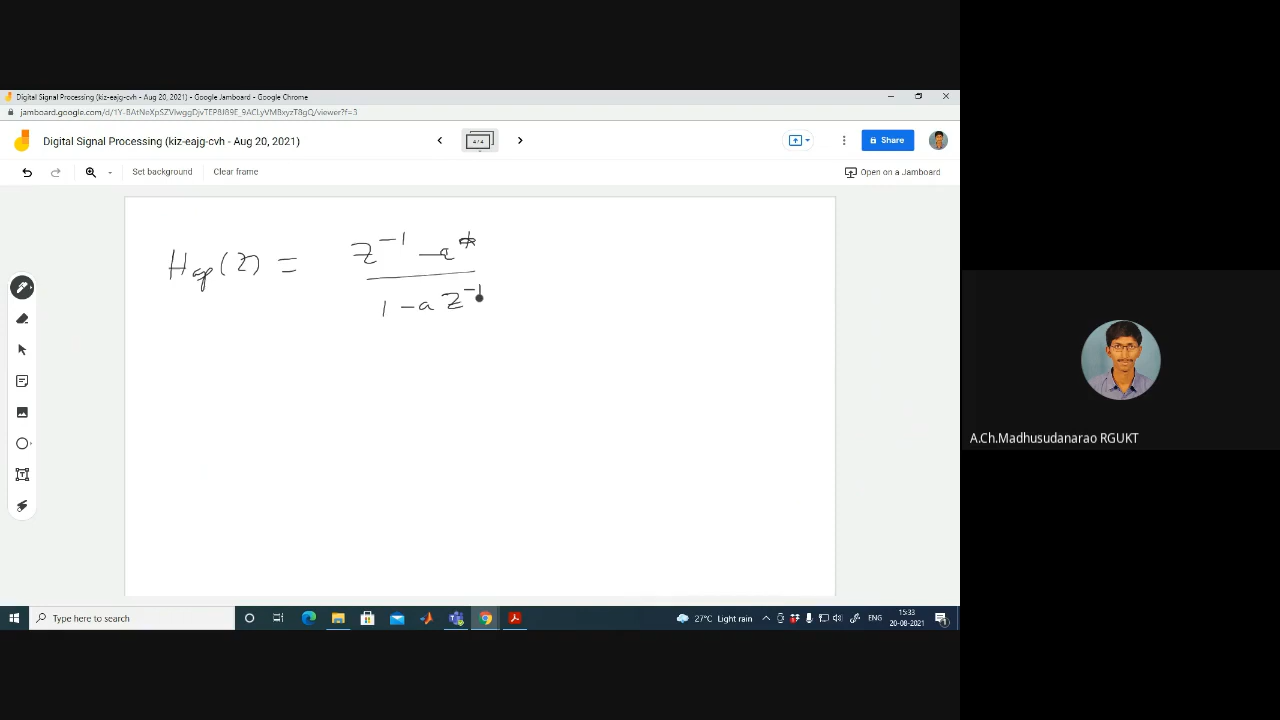 Digital Signal Processing (kiz-eajg-cvh - Aug 20, 2021) - Google Jamboard - Google Chrome
Digital Signal Processing (kiz-eajg-cvh - Aug 20, 2021)
4 / 4
Share
Set background
Clear frame
Open on a Jamboard
H_ap(Z) = (Z^-1 - a*) / (1 - a Z^-1)
A.Ch.Madhusudanarao RGUKT
Type here to search
27°C Light rain
ENG
15:33
20-08-2021